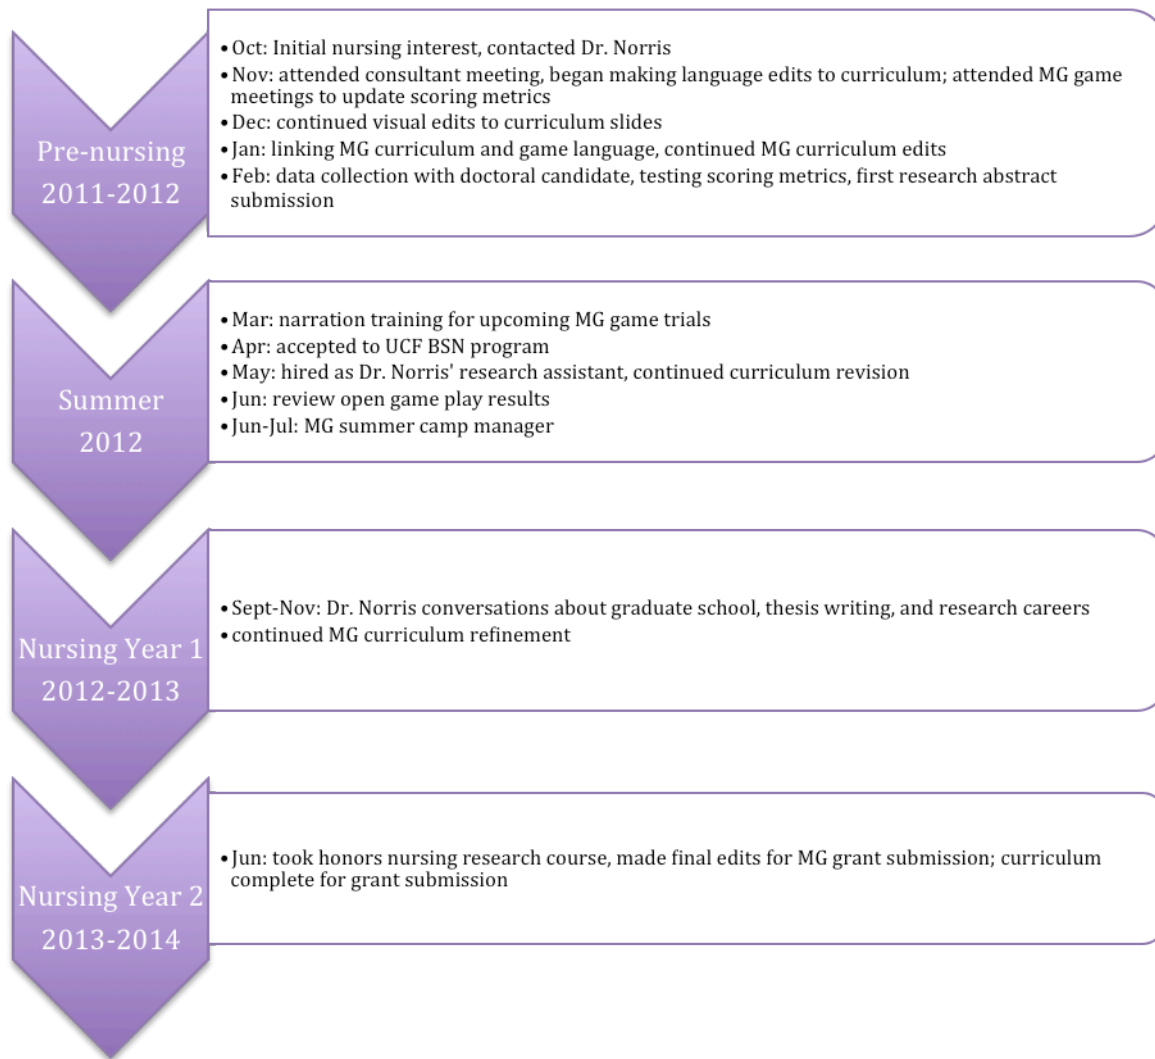 Pre-nursing
2011-2012
• Oct: Initial nursing interest, contacted Dr. Norris
• Nov: attended consultant meeting, began making language edits to curriculum; attended MG game
meetings to update scoring metrics
• Dec: continued visual edits to curriculum slides
• Jan: linking MG curriculum and game language, continued MG curriculum edits
• Feb: data collection with doctoral candidate, testing scoring metrics, first research abstract
submission
Summer
2012
• Mar: narration training for upcoming MG game trials
• Apr: accepted to UCF BSN program
• May: hired as Dr. Norris' research assistant, continued curriculum revision
• Jun: review open game play results
• Jun-Jul: MG summer camp manager
Nursing Year 1
2012-2013
• Sept-Nov: Dr. Norris conversations about graduate school, thesis writing, and research careers
• continued MG curriculum refinement
Nursing Year 2
2013-2014
• Jun: took honors nursing research course, made final edits for MG grant submission; curriculum
complete for grant submission